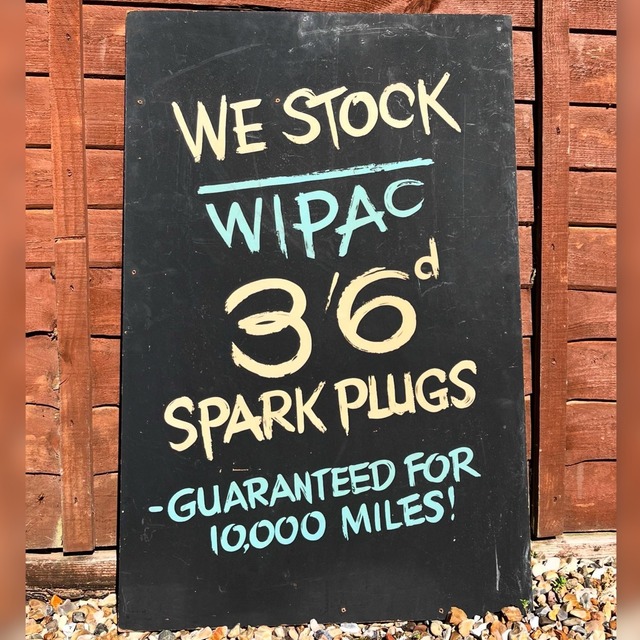 WE STOCK
WIPAC
3'6d
SPARK PLUGS
-GUARANTEED FOR
10,000 MILES!